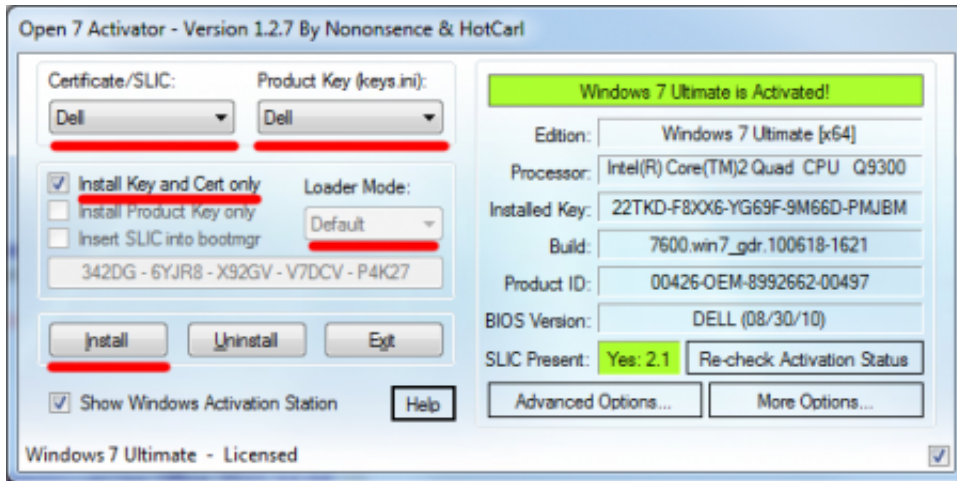 Open 7 Activator - Version 1.2.7 By Nononsence & HotCarl
Certificate/SLIC:
Product Key (keys.ini):
Dell
Dell
Install Key and Cert only
Install Product Key only
Insert SLIC into bootmgr
Loader Mode:
Default
342DG - 6YJR8 - X92GV - V7DCV - P4K27
Install
Uninstall
Exit
Show Windows Activation Station
Help
Windows 7 Ultimate is Activated!
Edition: Windows 7 Ultimate [x64]
Processor: Intel(R) Core(TM)2 Quad CPU Q9300
Installed Key: 22TKD-F8XX6-YG69F-9M66D-PMJBM
Build: 7600.win7_gdr.100618-1621
Product ID: 00426-OEM-8992662-00497
BIOS Version: DELL (08/30/10)
SLIC Present: Yes: 2.1 Re-check Activation Status
Advanced Options... More Options...
Windows 7 Ultimate - Licensed